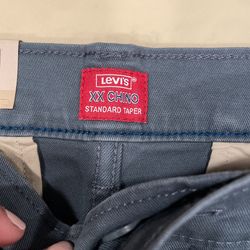 Levi's
XX CHINO
STANDARD TAPER